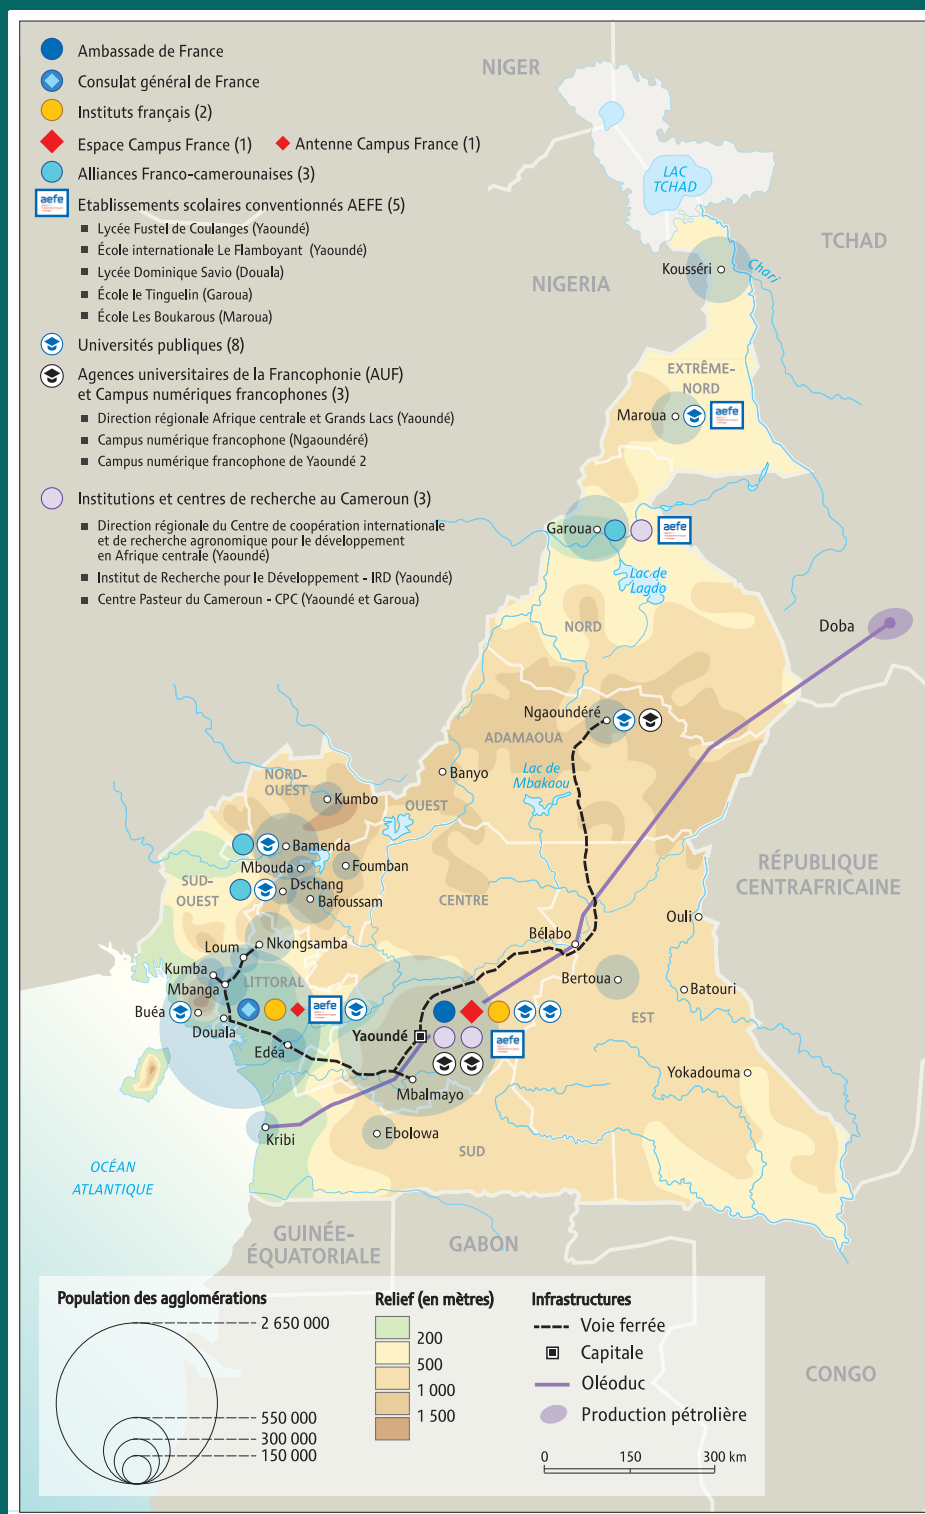 Ambassade de France
Consulat général de France
Instituts français (2)
Espace Campus France (1)
Antenne Campus France (1)
Alliances Franco-camerounaises (3)
aefe
Etablissements scolaires conventionnés AEFE (5)
Lycée Fustel de Coulanges (Yaoundé)
École internationale Le Flamboyant (Yaoundé)
Lycée Dominique Savio (Douala)
École le Tinguelin (Garoua)
École Les Boukarous (Maroua)
Universités publiques (8)
Agences universitaires de la Francophonie (AUF)
et Campus numériques francophones (3)
Direction régionale Afrique centrale et Grands Lacs (Yaoundé)
Campus numérique francophone (Ngaoundéré)
Campus numérique francophone de Yaoundé 2
Institutions et centres de recherche au Cameroun (3)
Direction régionale du Centre de coopération internationale
et de recherche agronomique pour le développement
en Afrique centrale (Yaoundé)
Institut de Recherche pour le Développement - IRD (Yaoundé)
Centre Pasteur du Cameroun - CPC (Yaoundé et Garoua)
NIGER
LAC
TCHAD
TCHAD
Kousséri
Chari
NIGERIA
EXTRÊME-
NORD
Maroua
aefe
Garoua
aefe
Lac de
Lagdo
NORD
Doba
Ngaoundéré
ADAMAOUA
Banyo
Lac de
Mbakaou
NORD-
OUEST
Kumbo
OUEST
Bamenda
Mbouda
Foumban
Dschang
Bafoussam
SUD-
OUEST
CENTRE
RÉPUBLIQUE
CENTRAFRICAINE
Ouli
Bélabo
Nkongsamba
Loum
Kumba
LITTORAL
Mbanga
Bertoua
Batouri
Buéa
aefe
Douala
EST
Yaoundé
aefe
Edéa
Yokadouma
Mbalmayo
Kribi
Ebolowa
SUD
OCÉAN
ATLANTIQUE
GUINÉE-
ÉQUATORIALE
GABON
CONGO
Population des agglomérations
2 650 000
550 000
300 000
150 000
Relief (en mètres)
200
500
1 000
1 500
Infrastructures
Voie ferrée
Capitale
Oléoduc
Production pétrolière
0 150 300 km